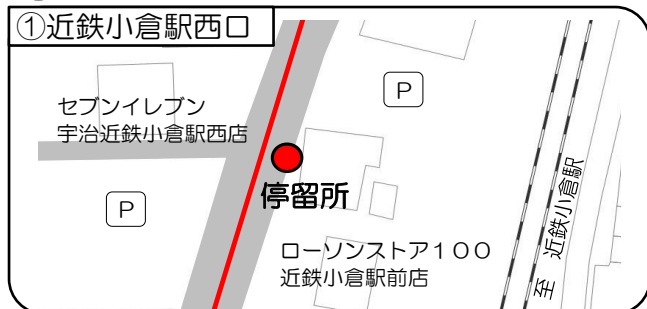 ①近鉄小倉駅西口
セブンイレブン
宇治近鉄小倉駅西店
P
P
停留所
ローソンストア１００
近鉄小倉駅前店
至 近鉄小倉駅